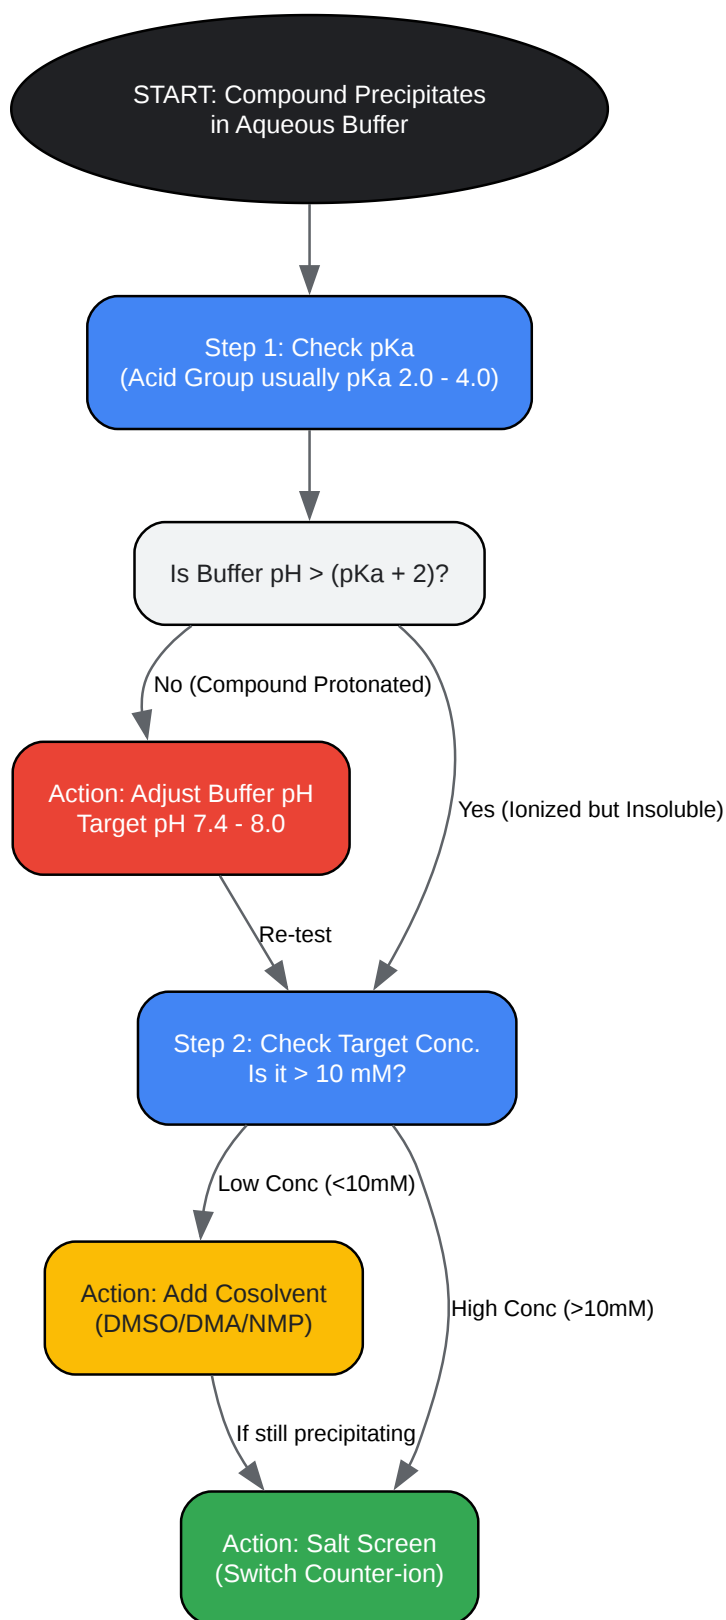 START: Compound Precipitates
in Aqueous Buffer
Step 1: Check pKa
(Acid Group usually pKa 2.0 - 4.0)
Is Buffer pH > (pKa + 2)?
No (Compound Protonated)
Action: Adjust Buffer pH
Target pH 7.4 - 8.0
Yes (Ionized but Insoluble)
Re-test
Step 2: Check Target Conc.
Is it > 10 mM?
Low Conc (<10mM)
Action: Add Cosolvent
(DMSO/DMA/NMP)
High Conc (>10mM)
If still precipitating
Action: Salt Screen
(Switch Counter-ion)